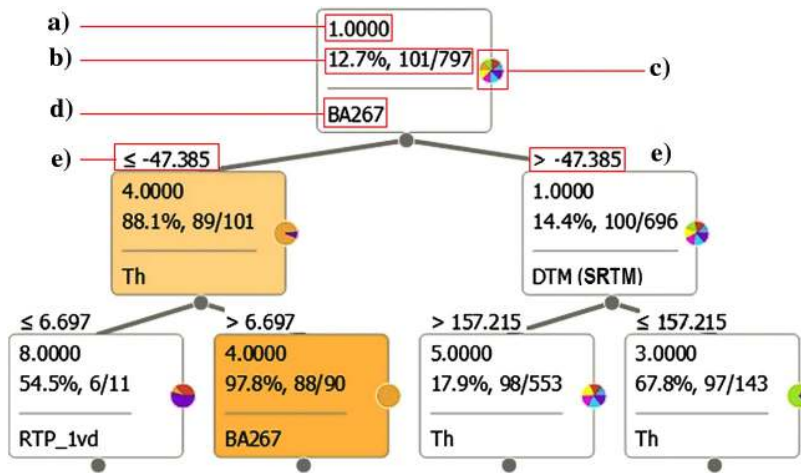 a)
1.0000
b)
12.7%, 101/797
c)
d)
BA267
e)
≤ -47.385
> -47.385
e)
4.0000
88.1%, 89/101
Th
1.0000
14.4%, 100/696
DTM (SRTM)
≤ 6.697
> 6.697
> 157.215
≤ 157.215
8.0000
54.5%, 6/11
RTP_1vd
4.0000
97.8%, 88/90
BA267
5.0000
17.9%, 98/553
Th
3.0000
67.8%, 97/143
Th